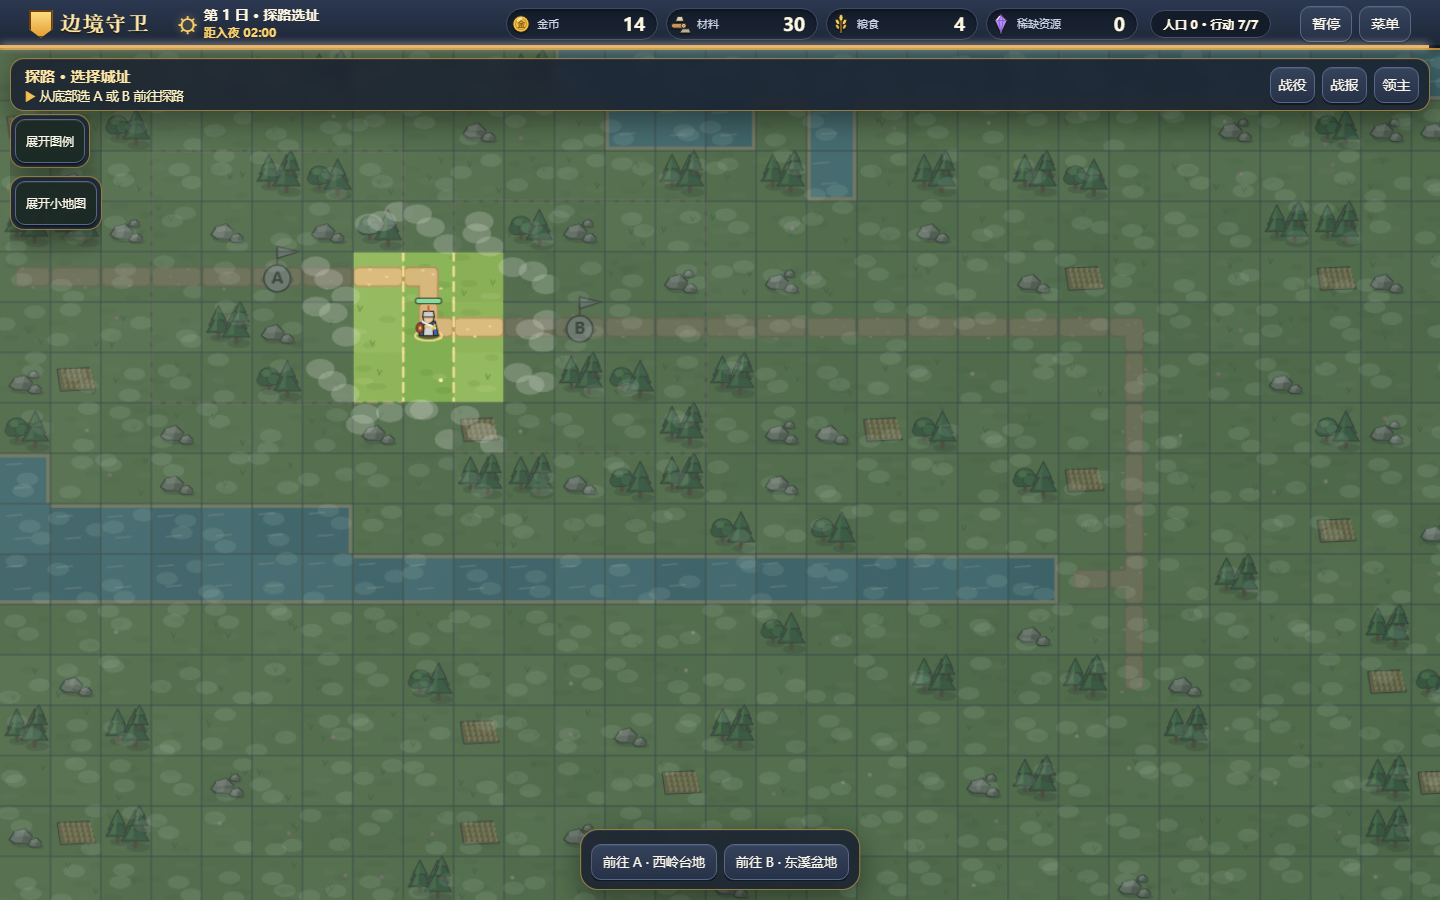 边境守卫
第 1 日 • 探路选址
距入夜 02:00
金
金币 14
材料 30
粮食 4
稀缺资源 0
人口 0 • 行动 7/7
暂停
菜单
探路 • 选择城址
▶ 从底部选 A 或 B 前往探路
战役
战报
领主
展开图例
展开小地图
A
B
前往 A · 西岭台地
前往 B · 东溪盆地